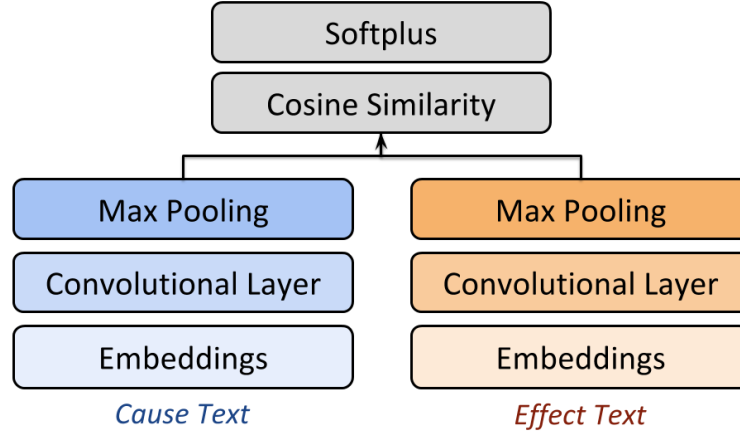 Softplus
Cosine Similarity
Max Pooling
Max Pooling
Convolutional Layer
Convolutional Layer
Embeddings
Embeddings
Cause Text
Effect Text